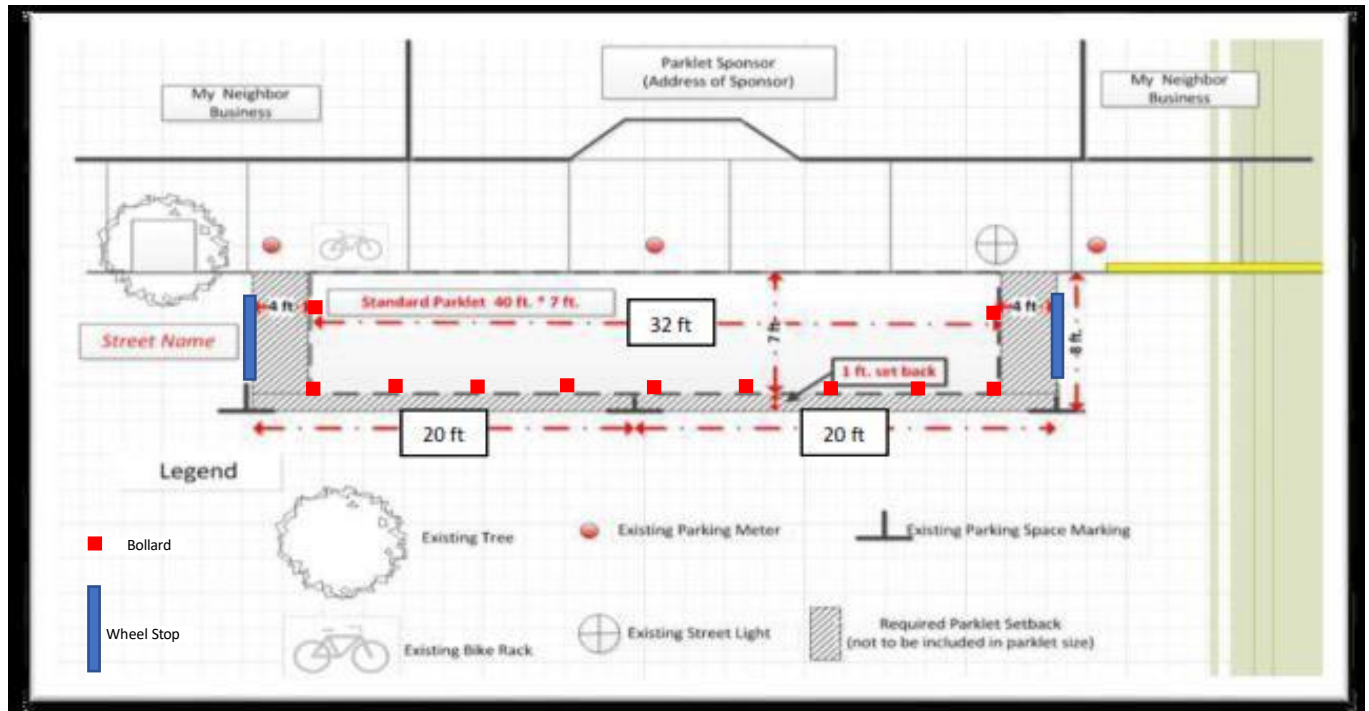 Parklet Sponsor
(Address of Sponsor)
My Neighbor
Business
My Neighbor
Business
4 ft
Standard Parklet 40 ft. * 7 ft.
32 ft
7 ft
4 ft
8 ft.
Street Name
1 ft. set back
20 ft
20 ft
Legend
Existing Tree
Existing Parking Meter
Existing Parking Space Marking
Bollard
Wheel Stop
Existing Bike Rack
Existing Street Light
Required Parklet Setback
(not to be included in parklet size)